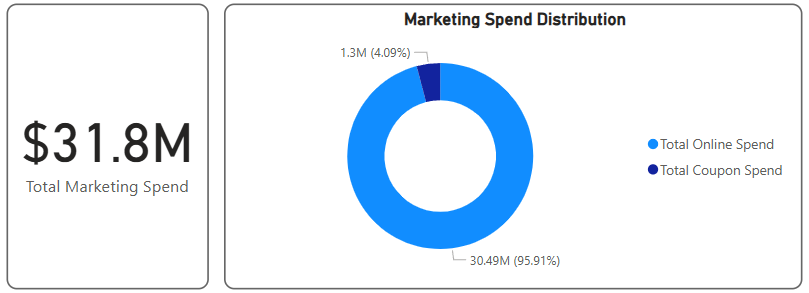 $31.8M
Total Marketing Spend
Marketing Spend Distribution
1.3M (4.09%)
30.49M (95.91%)
Total Online Spend
Total Coupon Spend